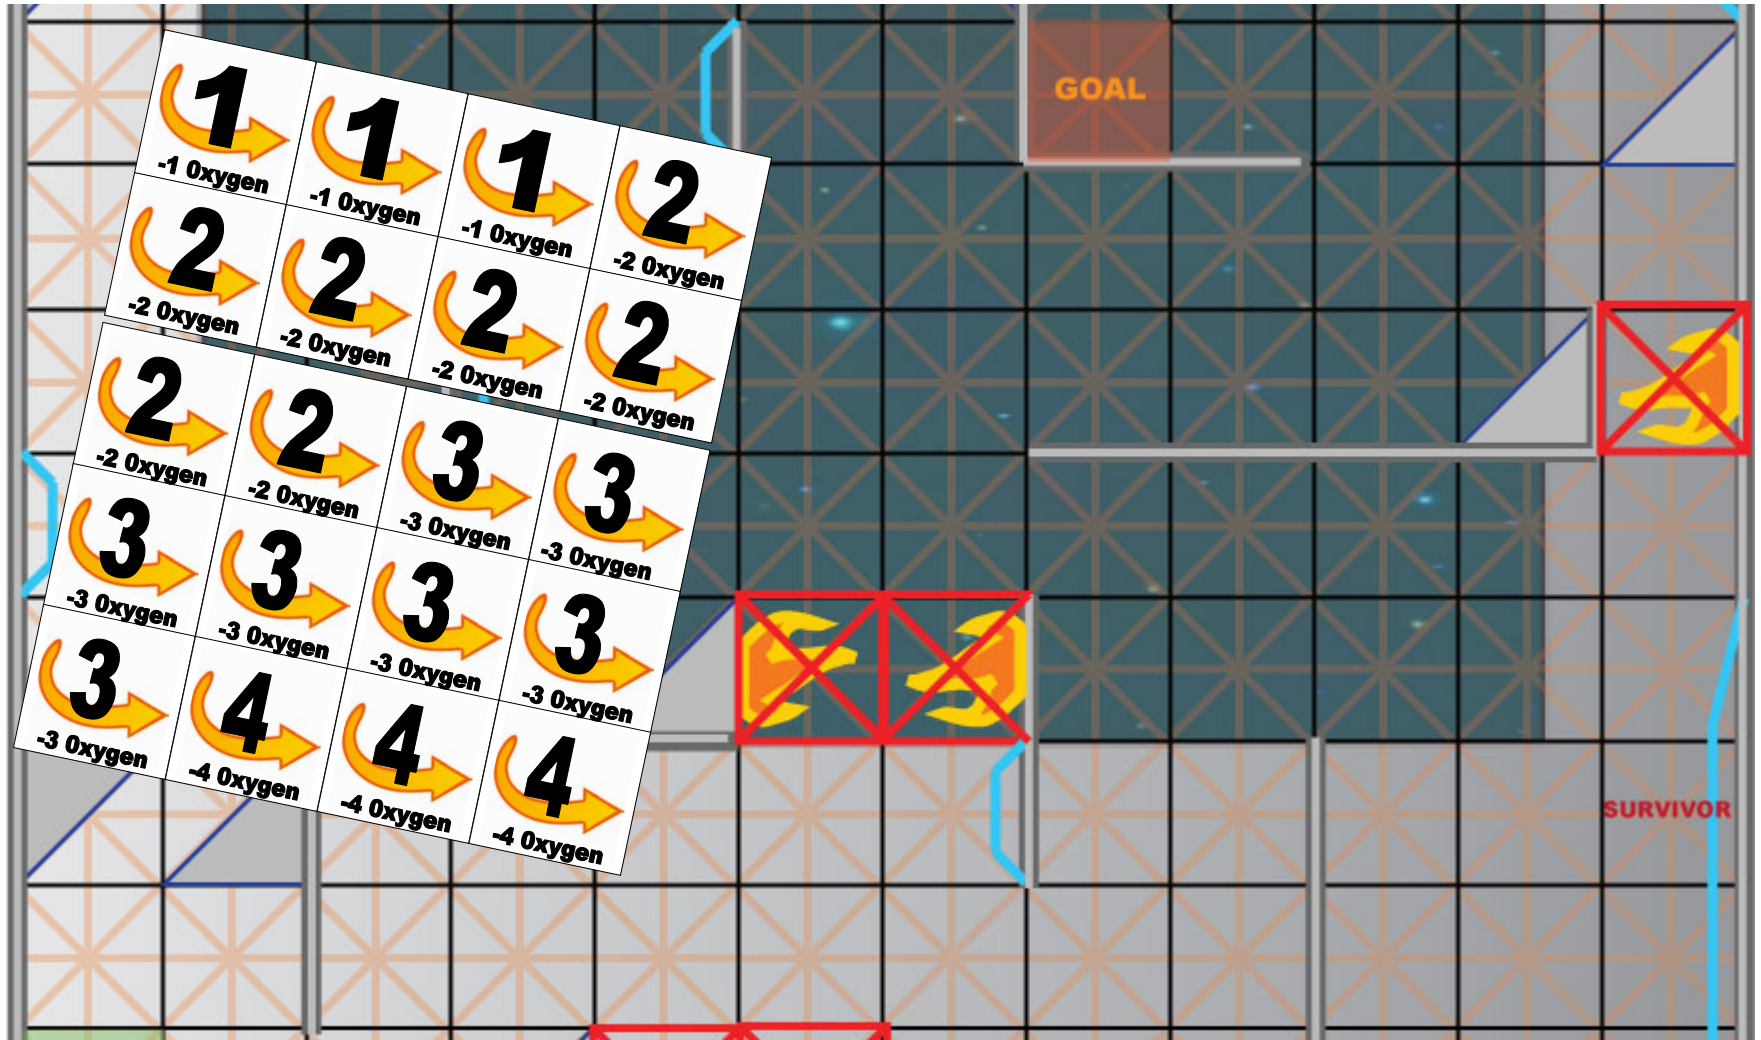 GOAL
1 1 1 2
-1 Oxygen -1 Oxygen -1 Oxygen -2 Oxygen
2 2 2 2
-2 Oxygen -2 Oxygen -2 Oxygen -2 Oxygen
2 2 3 3
-2 Oxygen -2 Oxygen -3 Oxygen -3 Oxygen
3 3 3 3
-3 Oxygen -3 Oxygen -3 Oxygen -3 Oxygen
3 4 4 4
-3 Oxygen -4 Oxygen -4 Oxygen -4 Oxygen
SURVIVOR